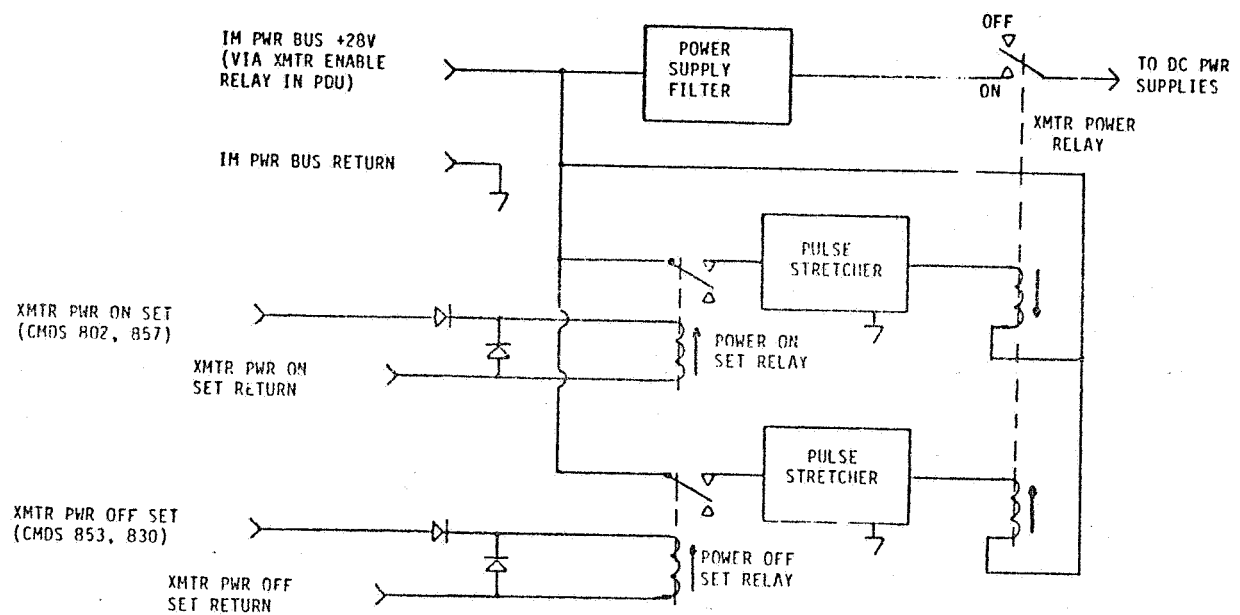 IM PWR BUS +28V
(VIA XMTR ENABLE
RELAY IN PDU)
POWER
SUPPLY
FILTER
OFF
ON
TO DC PWR
SUPPLIES
XMTR POWER
RELAY
IM PWR BUS RETURN
PULSE
STRETCHER
XMTR PWR ON SET
(CMDS 802, 857)
POWER ON
SET RELAY
XMTR PWR ON
SET RETURN
PULSE
STRETCHER
XMTR PWR OFF SET
(CMDS 853, 830)
POWER OFF
SET RELAY
XMTR PWR OFF
SET RETURN